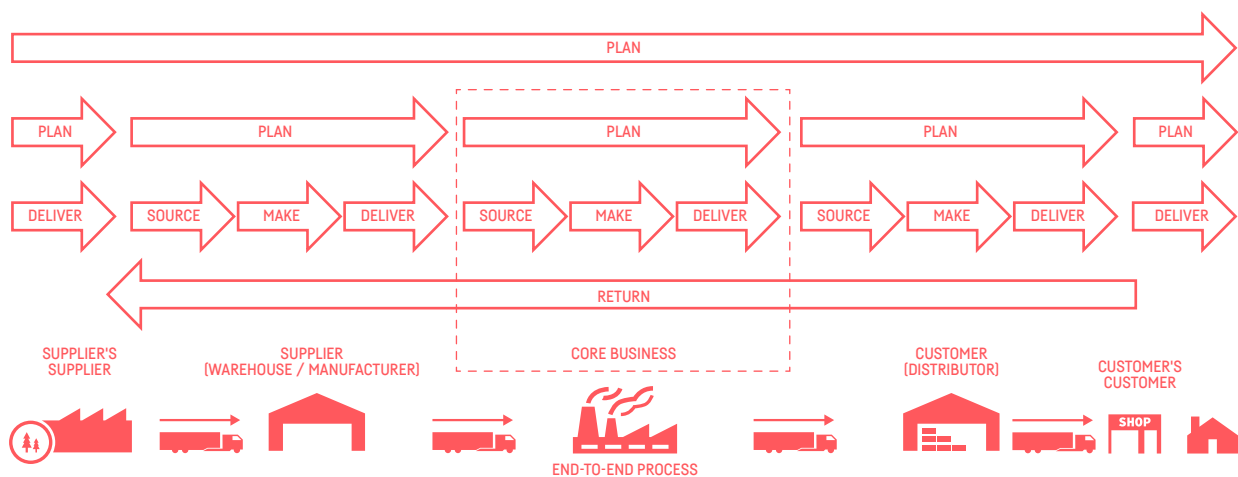 PLAN
PLAN
PLAN
PLAN
PLAN
PLAN
DELIVER
SOURCE
MAKE
DELIVER
SOURCE
MAKE
DELIVER
SOURCE
MAKE
DELIVER
DELIVER
RETURN
SUPPLIER'S
SUPPLIER
SUPPLIER
(WAREHOUSE / MANUFACTURER)
CORE BUSINESS
CUSTOMER
(DISTRIBUTOR)
CUSTOMER'S
CUSTOMER
SHOP
END-TO-END PROCESS